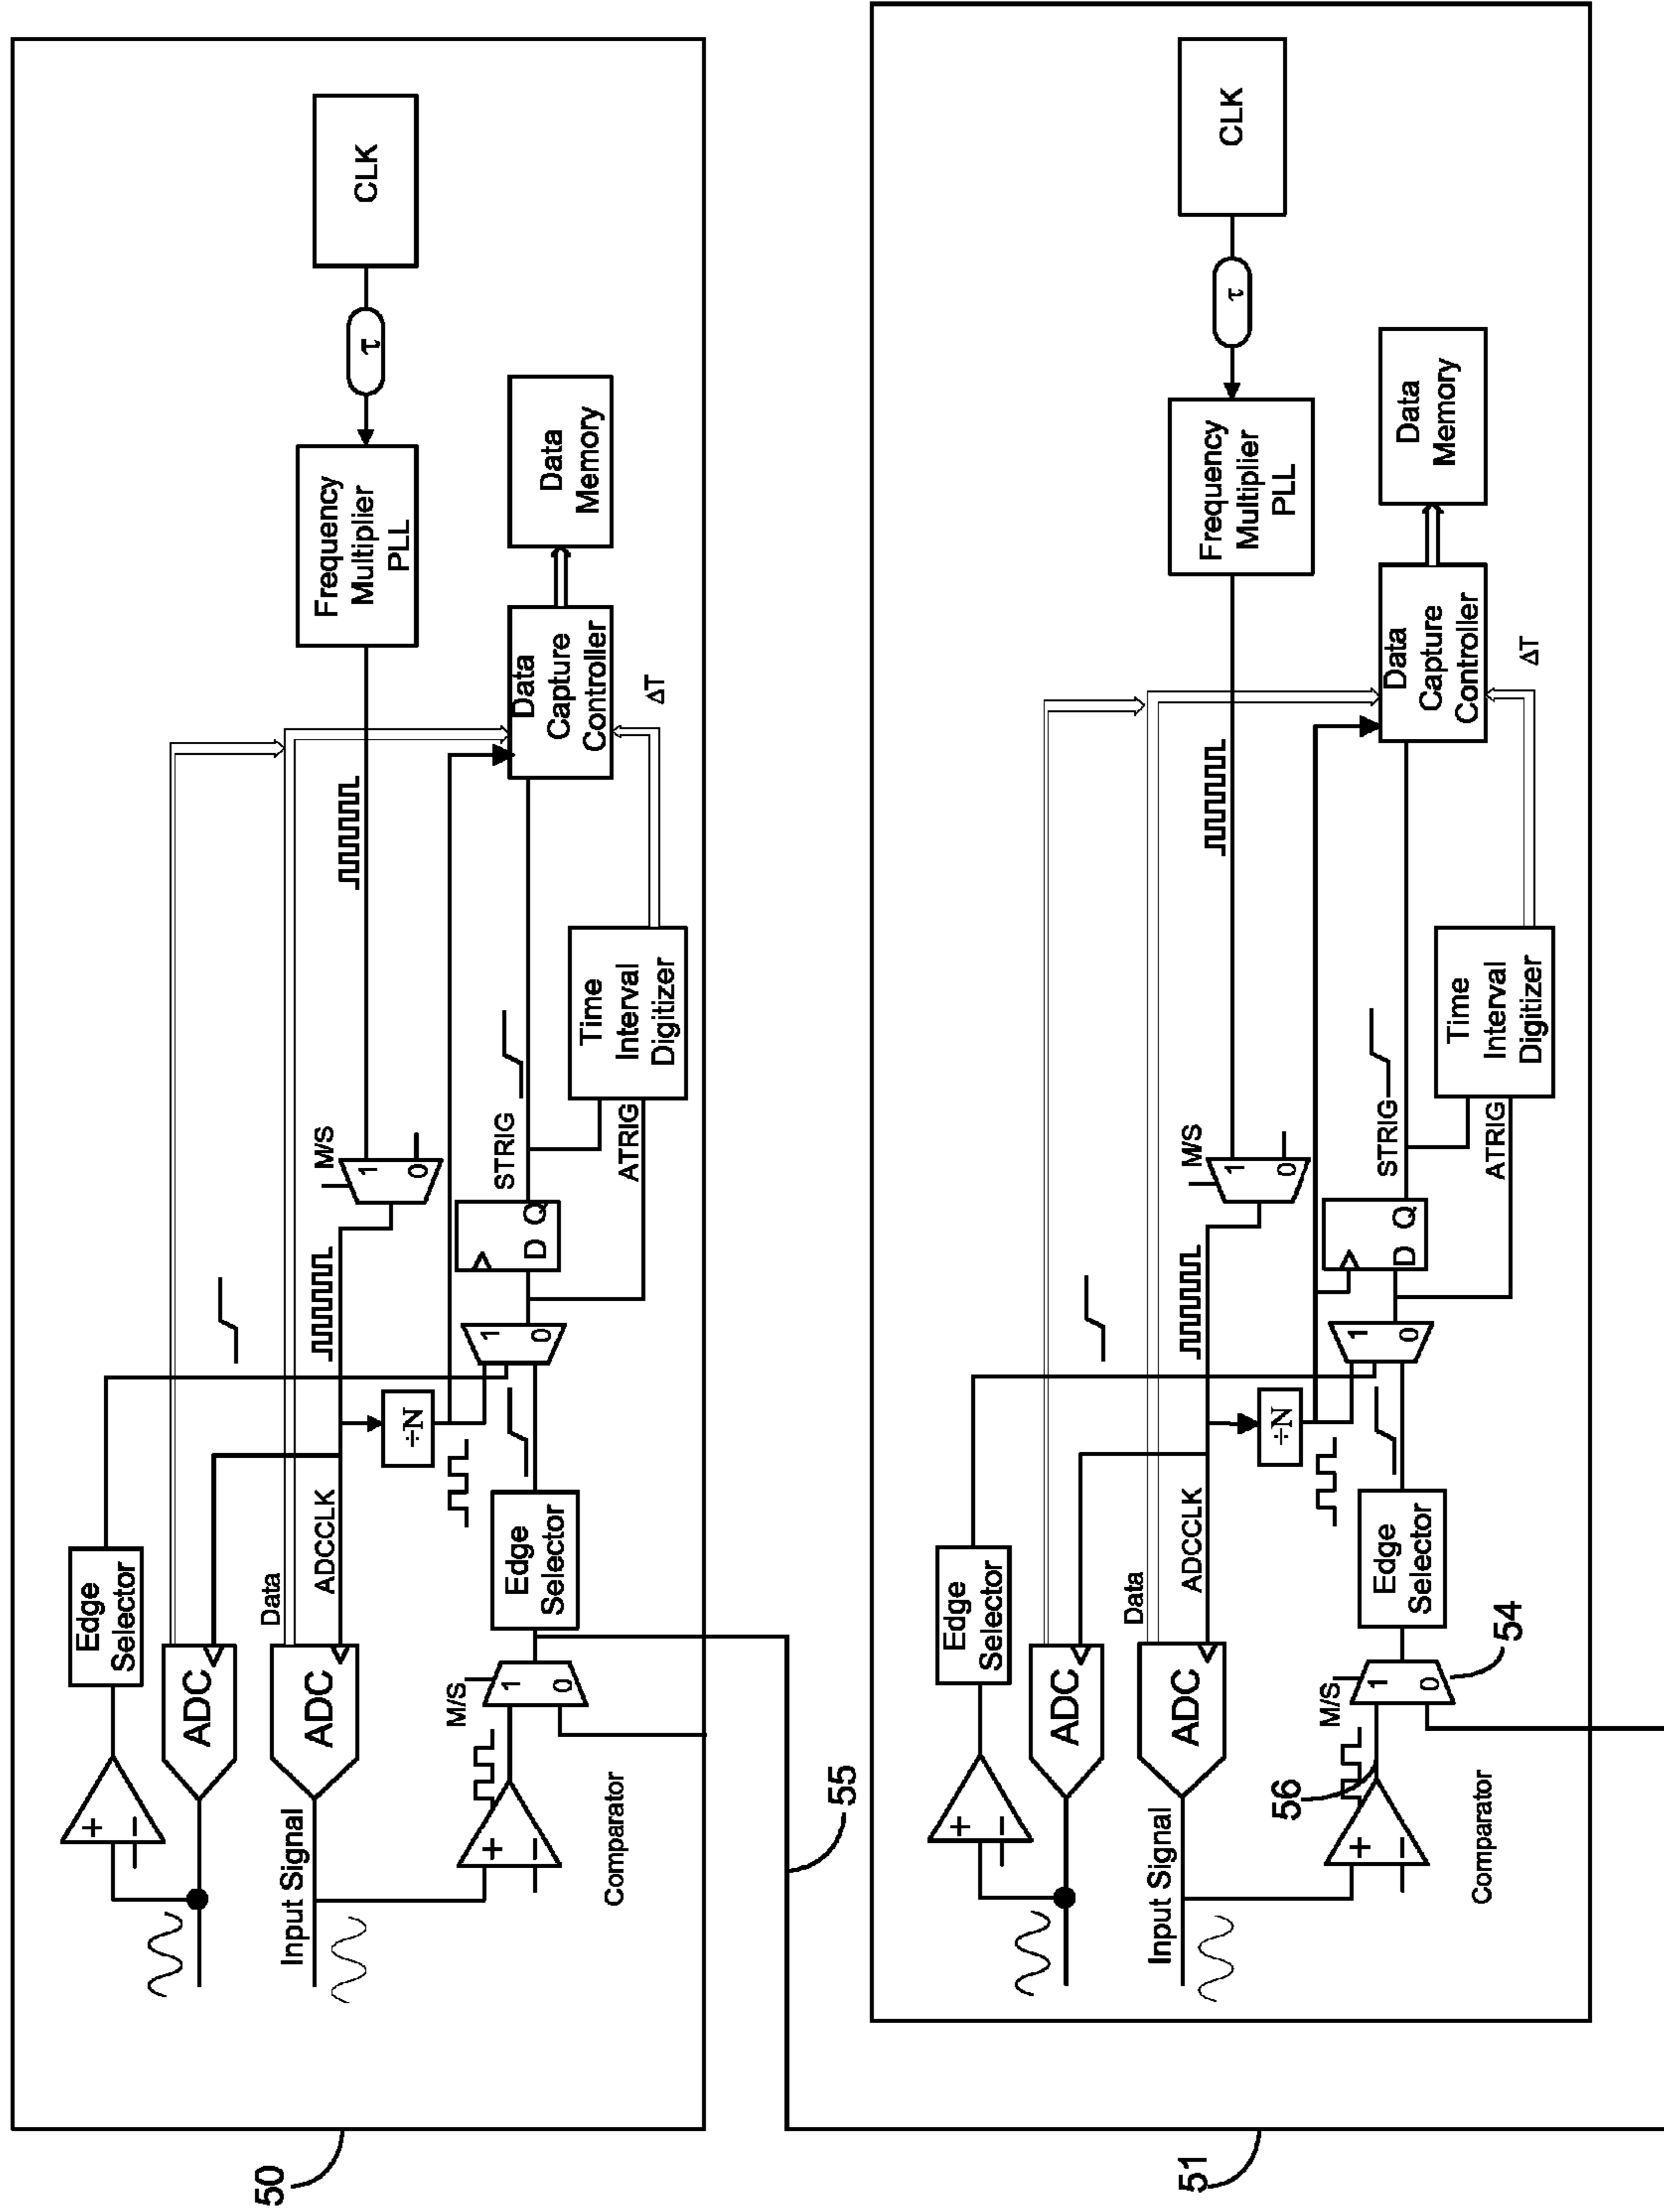 50
Edge
Selector
+
−
ADC
Input Signal
ADC
Data
ADCCLK
M/S
1
0
CLK
τ
Frequency
Multiplier
PLL
÷N
Comparator
+
−
M/S
1
0
Edge
Selector
1
0
D Q
STRIG
ATRIG
Time
Interval
Digitizer
ΔT
Data
Capture
Controller
Data
Memory
55
51
Edge
Selector
+
−
ADC
Input Signal
ADC
Data
ADCCLK
M/S
1
0
CLK
τ
Frequency
Multiplier
PLL
÷N
56
Comparator
+
−
M/S
1
0
54
Edge
Selector
1
0
D Q
STRIG
ATRIG
Time
Interval
Digitizer
ΔT
Data
Capture
Controller
Data
Memory